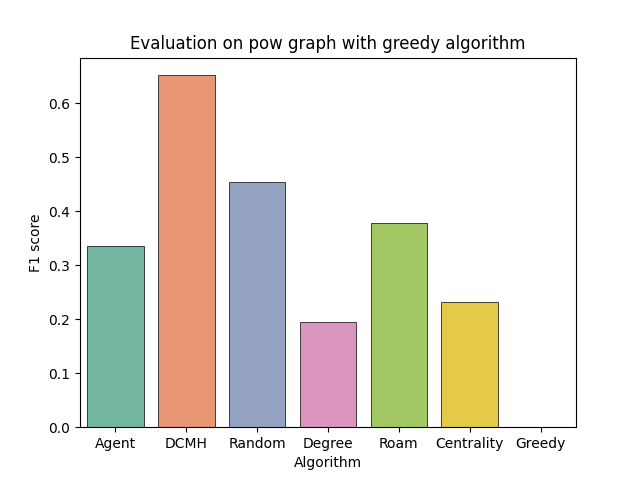 Evaluation on pow graph with greedy algorithm
F1 score
0.6
0.5
0.4
0.3
0.2
0.1
0.0
Agent DCMH Random Degree Roam Centrality Greedy
Algorithm